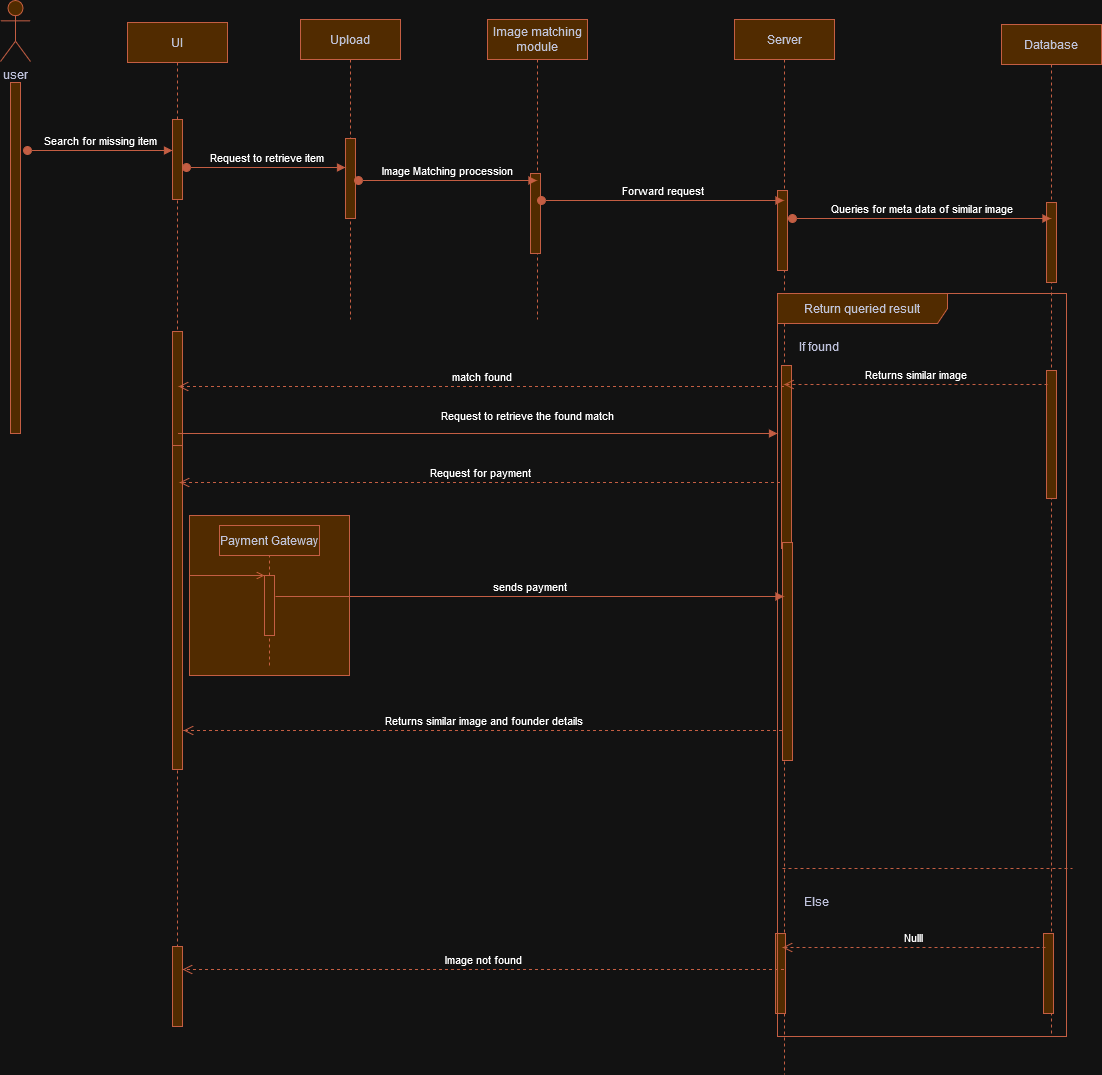 user
UI
Upload
Image matching
module
Server
Database
Search for missing item
Request to retrieve item
Image Matching procession
Forward request
Queries for meta data of similar image
Return queried result
If found
Returns similar image
match found
Request to retrieve the found match
Request for payment
Payment Gateway
sends payment
Returns similar image and founder details
Else
Nulll
Image not found